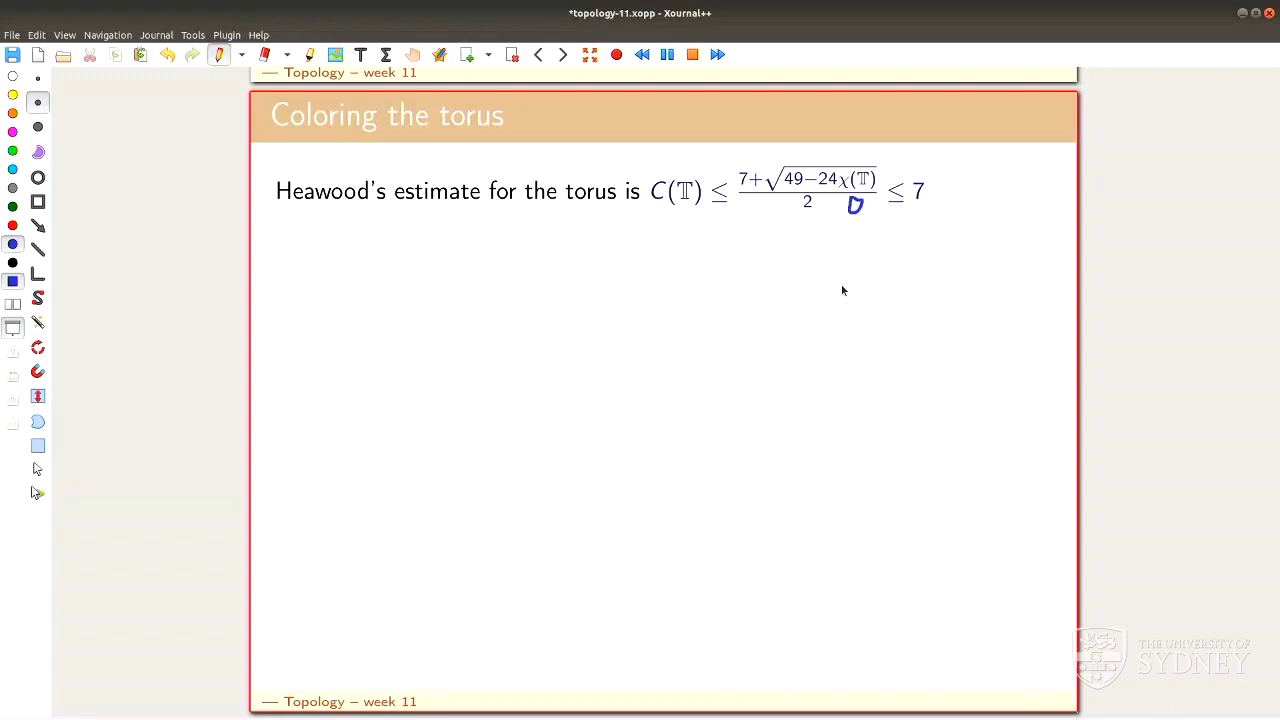 *topology-11.xopp - Xournal++
File Edit View Navigation Journal Tools Plugin Help
— Topology – week 11
Coloring the torus
Heawood's estimate for the torus is C(𝕋) ≤ (7+√(49−24χ(𝕋)))/2 ≤ 7
0
— Topology – week 11
THE UNIVERSITY OF
SYDNEY